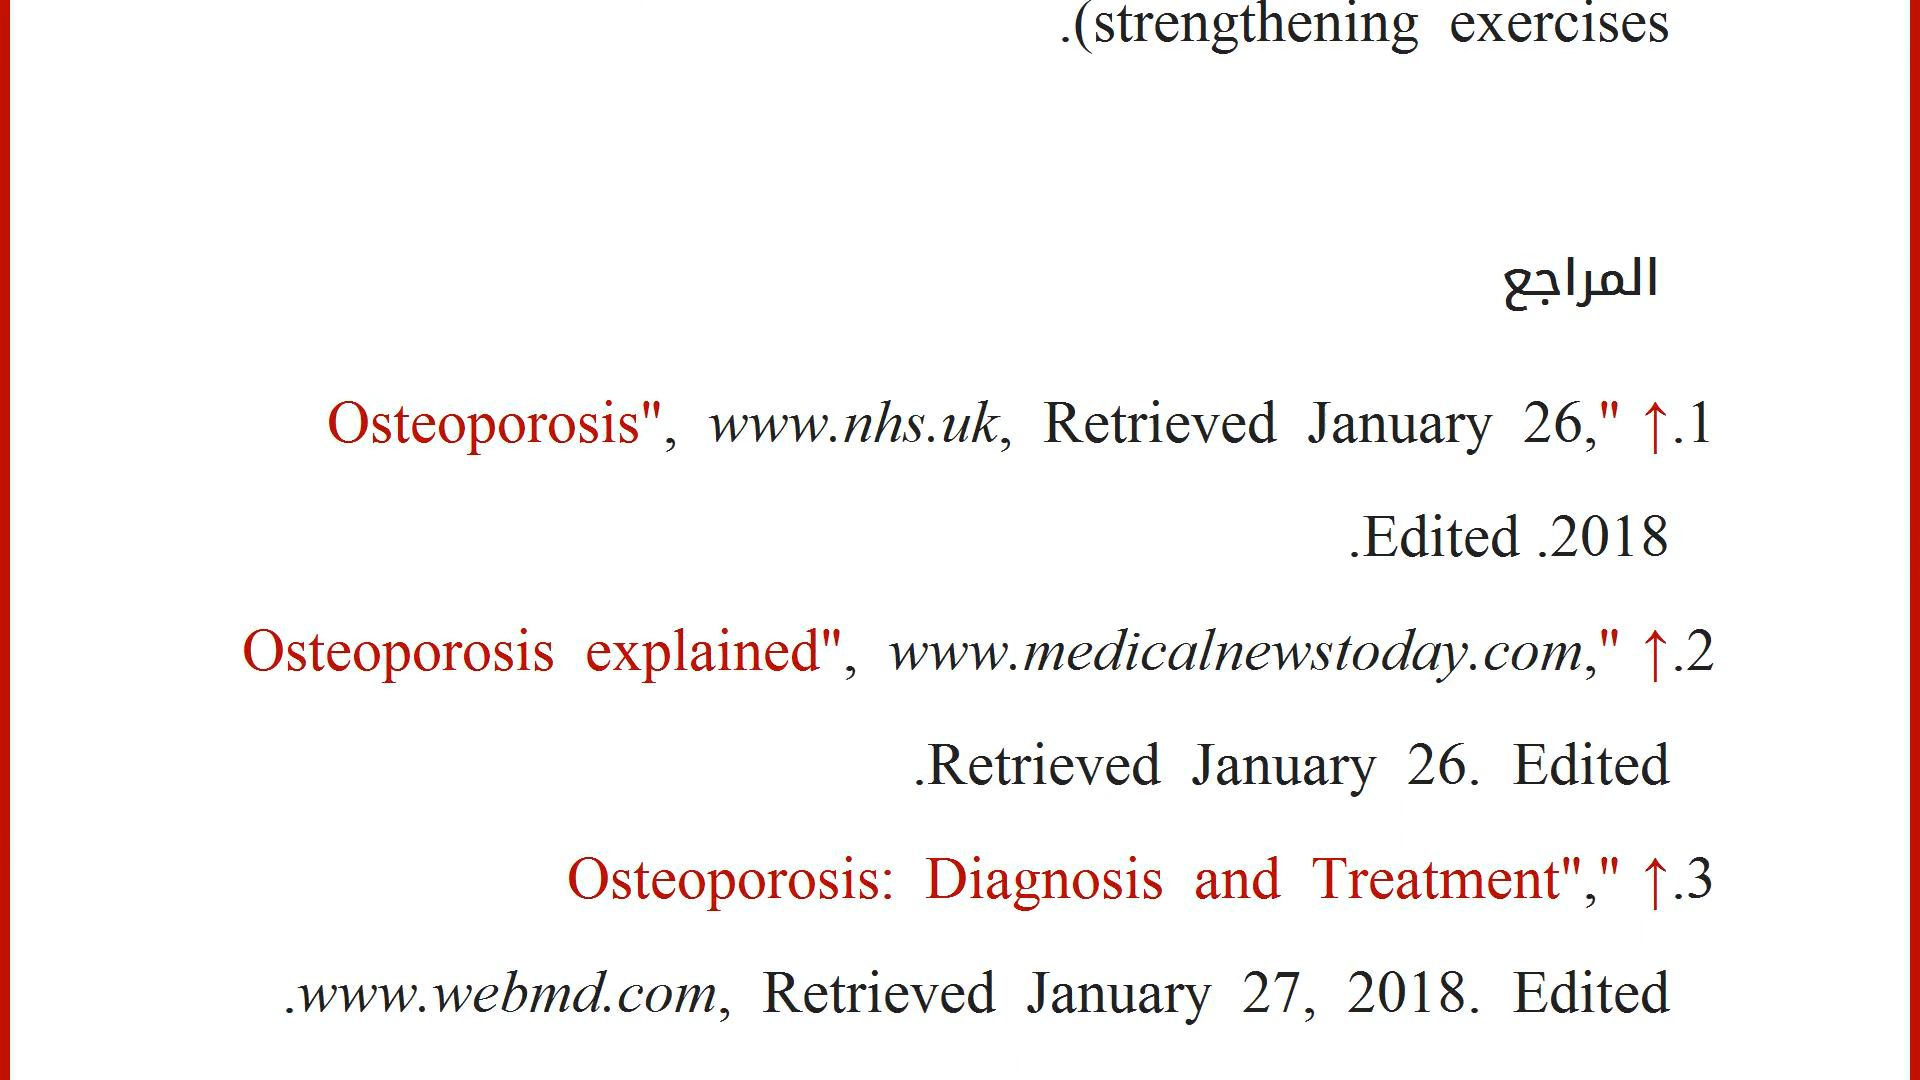 strengthening exercises).
المراجع
1. ↑ "Osteoporosis", www.nhs.uk, Retrieved January 26,
2018. Edited.
2. ↑ "Osteoporosis explained", www.medicalnewstoday.com,
Retrieved January 26. Edited.
3. ↑ "Osteoporosis: Diagnosis and Treatment",
www.webmd.com, Retrieved January 27, 2018. Edited.